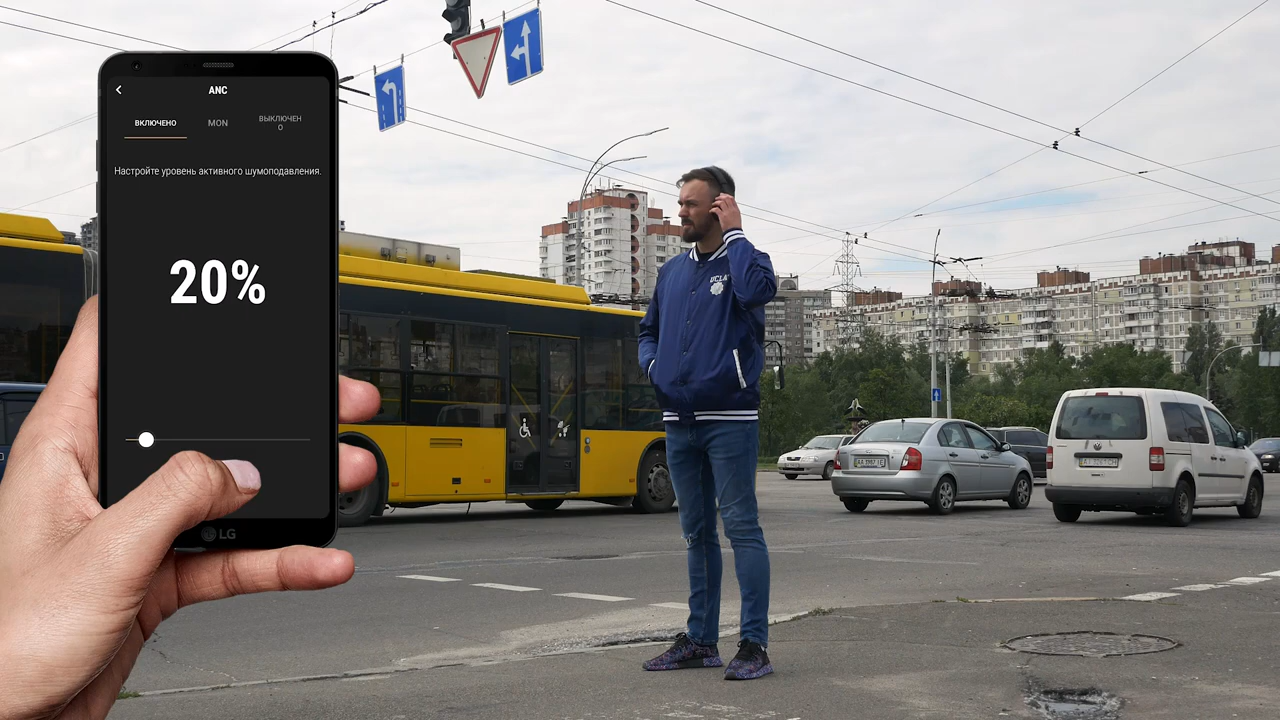 ANC
ВКЛЮЧЕНО
MON
ВЫКЛЮЧЕН
О
Настройте уровень активного шумоподавления.
20%
LG
UCLA